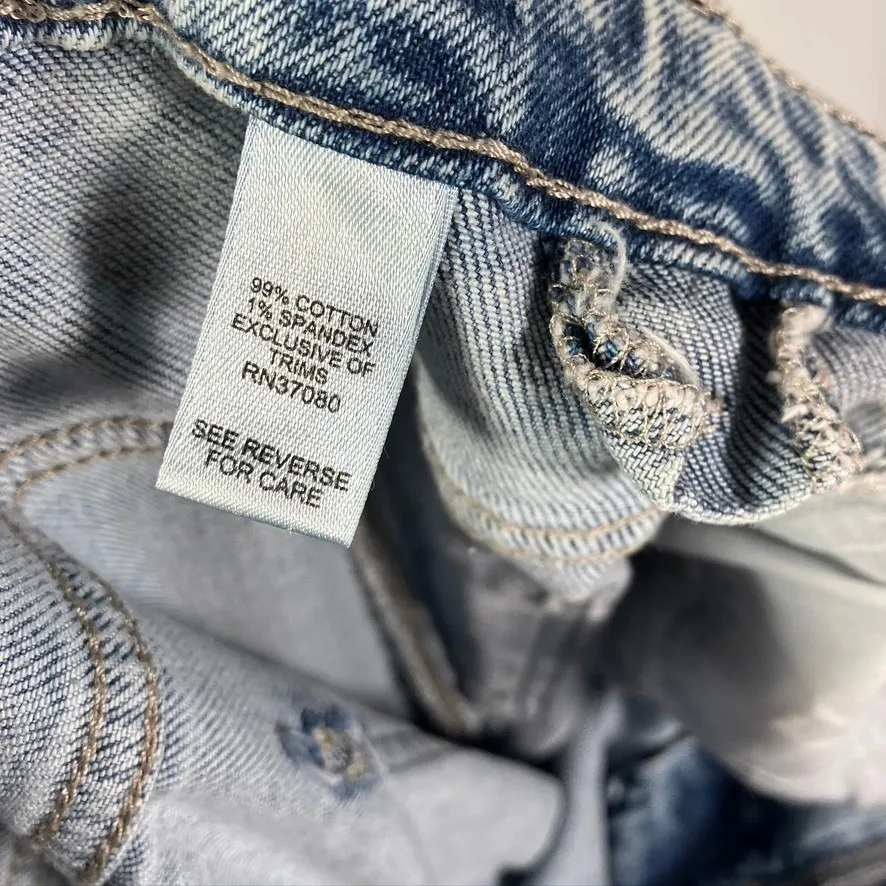 99% COTTON
1% SPANDEX
EXCLUSIVE OF
TRIMS
RN37080
SEE REVERSE
FOR CARE